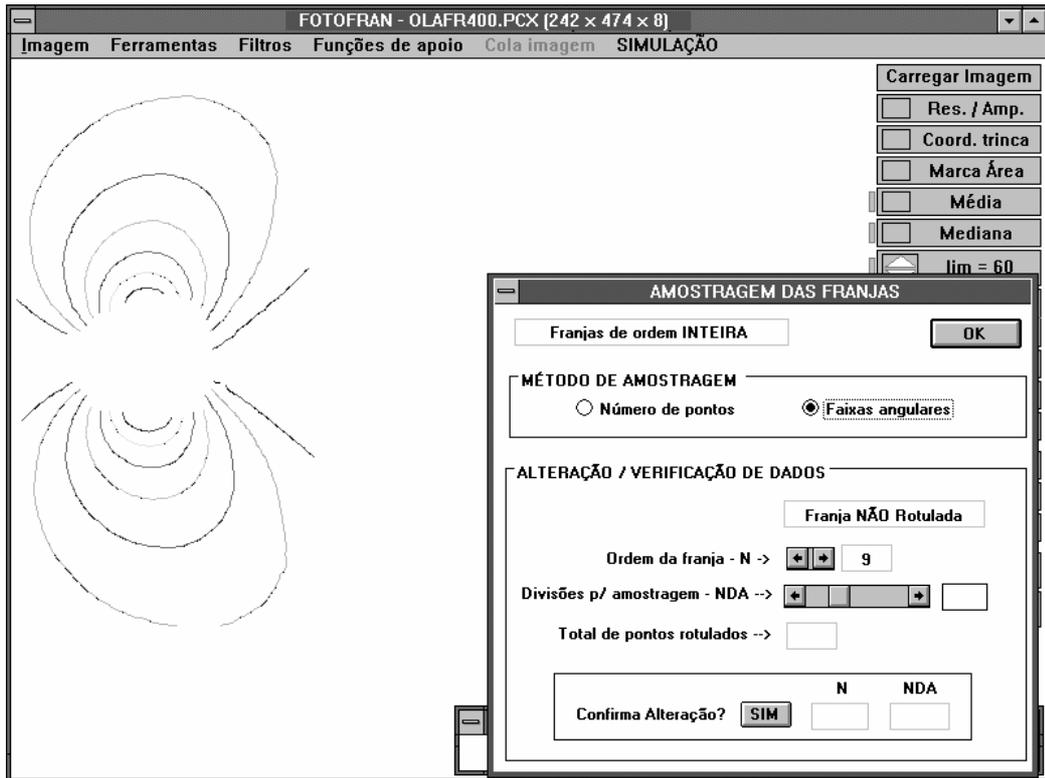 FOTOFRAN - OLAFR400.PCX (242 x 474 x 8)
Imagem Ferramentas Filtros Funções de apoio Cola imagem SIMULAÇÃO
Carregar Imagem
Res. / Amp.
Coord. trinca
Marca Área
Média
Mediana
lim = 60
AMOSTRAGEM DAS FRANJAS
Franjas de ordem INTEIRA OK
MÉTODO DE AMOSTRAGEM
Número de pontos Faixas angulares
ALTERAÇÃO / VERIFICAÇÃO DE DADOS
Franja NÃO Rotulada
Ordem da franja - N -> 9
Divisões p/ amostragem - NDA -->
Total de pontos rotulados -->
N NDA
Confirma Alteração? SIM